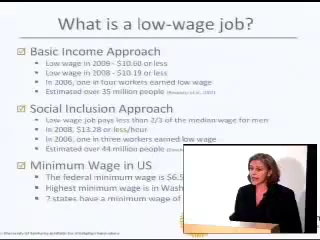 What is a low-wage job?
Basic Income Approach
Low wage in 2009 - $10.60 or less
Low wage in 2008 - $10.19 or less
In 2006, one in four workers earned low wage
Estimated over 35 million people
Social Inclusion Approach
Low-wage job pays less than 2/3 of the median wage for men
In 2008, $13.28 or less/hour
In 2006, one in three workers earned low wage
Estimated over 44 million people
Minimum Wage in US
The federal minimum wage is $6.5
Highest minimum wage is in Wash
7 states have a minimum wage of